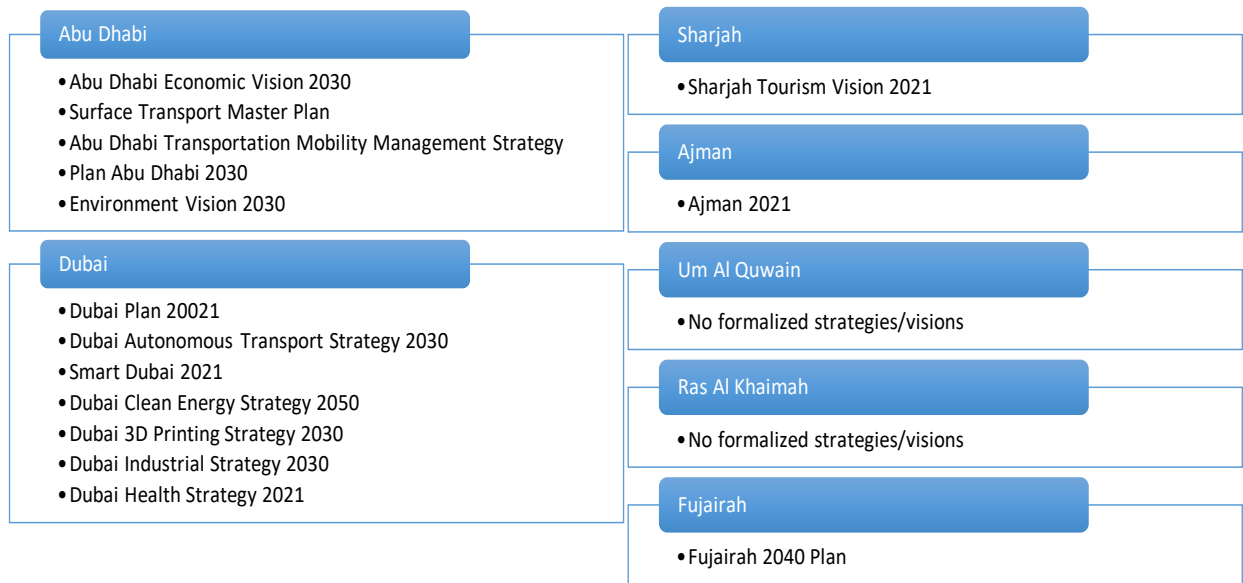 Abu Dhabi
•Abu Dhabi Economic Vision 2030
•Surface Transport Master Plan
•Abu Dhabi Transportation Mobility Management Strategy
•Plan Abu Dhabi 2030
•Environment Vision 2030
Dubai
•Dubai Plan 20021
•Dubai Autonomous Transport Strategy 2030
•Smart Dubai 2021
•Dubai Clean Energy Strategy 2050
•Dubai 3D Printing Strategy 2030
•Dubai Industrial Strategy 2030
•Dubai Health Strategy 2021
Sharjah
•Sharjah Tourism Vision 2021
Ajman
•Ajman 2021
Um Al Quwain
•No formalized strategies/visions
Ras Al Khaimah
•No formalized strategies/visions
Fujairah
•Fujairah 2040 Plan